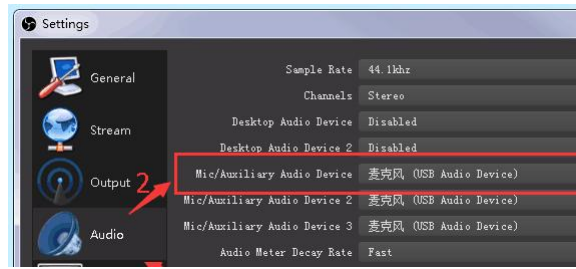 Settings
General
Stream
Output
2
Audio
Sample Rate 44.1khz
Channels Stereo
Desktop Audio Device Disabled
Desktop Audio Device 2 Disabled
Mic/Auxiliary Audio Device 麦克风 (USB Audio Device)
Mic/Auxiliary Audio Device 2 麦克风 (USB Audio Device)
Mic/Auxiliary Audio Device 3 麦克风 (USB Audio Device)
Audio Meter Decay Rate Fast